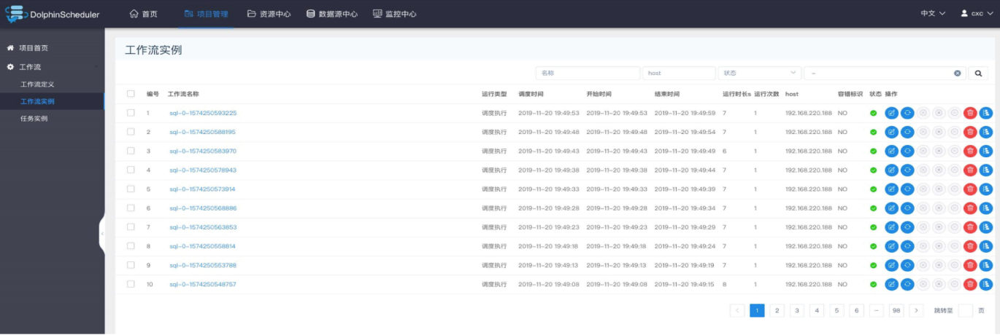 DolphinScheduler 首页 项目管理 资源中心 数据源中心 监控中心 中文 cxc
项目首页
工作流
工作流定义
工作流实例
任务实例
工作流实例
名称 host 状态 -
编号 工作流名称 运行类型 调度时间 开始时间 结束时间 运行时长s 运行次数 host 容错标识 状态 操作
1 sql-0-1574250593225 调度执行 2019-11-20 19:49:53 2019-11-20 19:49:53 2019-11-20 19:49:59 7 1 192.168.220.188 NO
2 sql-0-1574250588195 调度执行 2019-11-20 19:49:48 2019-11-20 19:49:48 2019-11-20 19:49:54 7 1 192.168.220.188 NO
3 sql-0-1574250583970 调度执行 2019-11-20 19:49:43 2019-11-20 19:49:43 2019-11-20 19:49:49 6 1 192.168.220.188 NO
4 sql-0-1574250578943 调度执行 2019-11-20 19:49:38 2019-11-20 19:49:38 2019-11-20 19:49:44 7 1 192.168.220.188 NO
5 sql-0-1574250573914 调度执行 2019-11-20 19:49:33 2019-11-20 19:49:33 2019-11-20 19:49:39 7 1 192.168.220.188 NO
6 sql-0-1574250568886 调度执行 2019-11-20 19:49:28 2019-11-20 19:49:28 2019-11-20 19:49:34 7 1 192.168.220.188 NO
7 sql-0-1574250563853 调度执行 2019-11-20 19:49:23 2019-11-20 19:49:23 2019-11-20 19:49:29 7 1 192.168.220.188 NO
8 sql-0-1574250558814 调度执行 2019-11-20 19:49:18 2019-11-20 19:49:18 2019-11-20 19:49:24 7 1 192.168.220.188 NO
9 sql-0-1574250553788 调度执行 2019-11-20 19:49:13 2019-11-20 19:49:13 2019-11-20 19:49:19 7 1 192.168.220.188 NO
10 sql-0-1574250548757 调度执行 2019-11-20 19:49:08 2019-11-20 19:49:08 2019-11-20 19:49:15 8 1 192.168.220.188 NO
< 1 2 3 4 5 6 … 98 > 跳转至 页